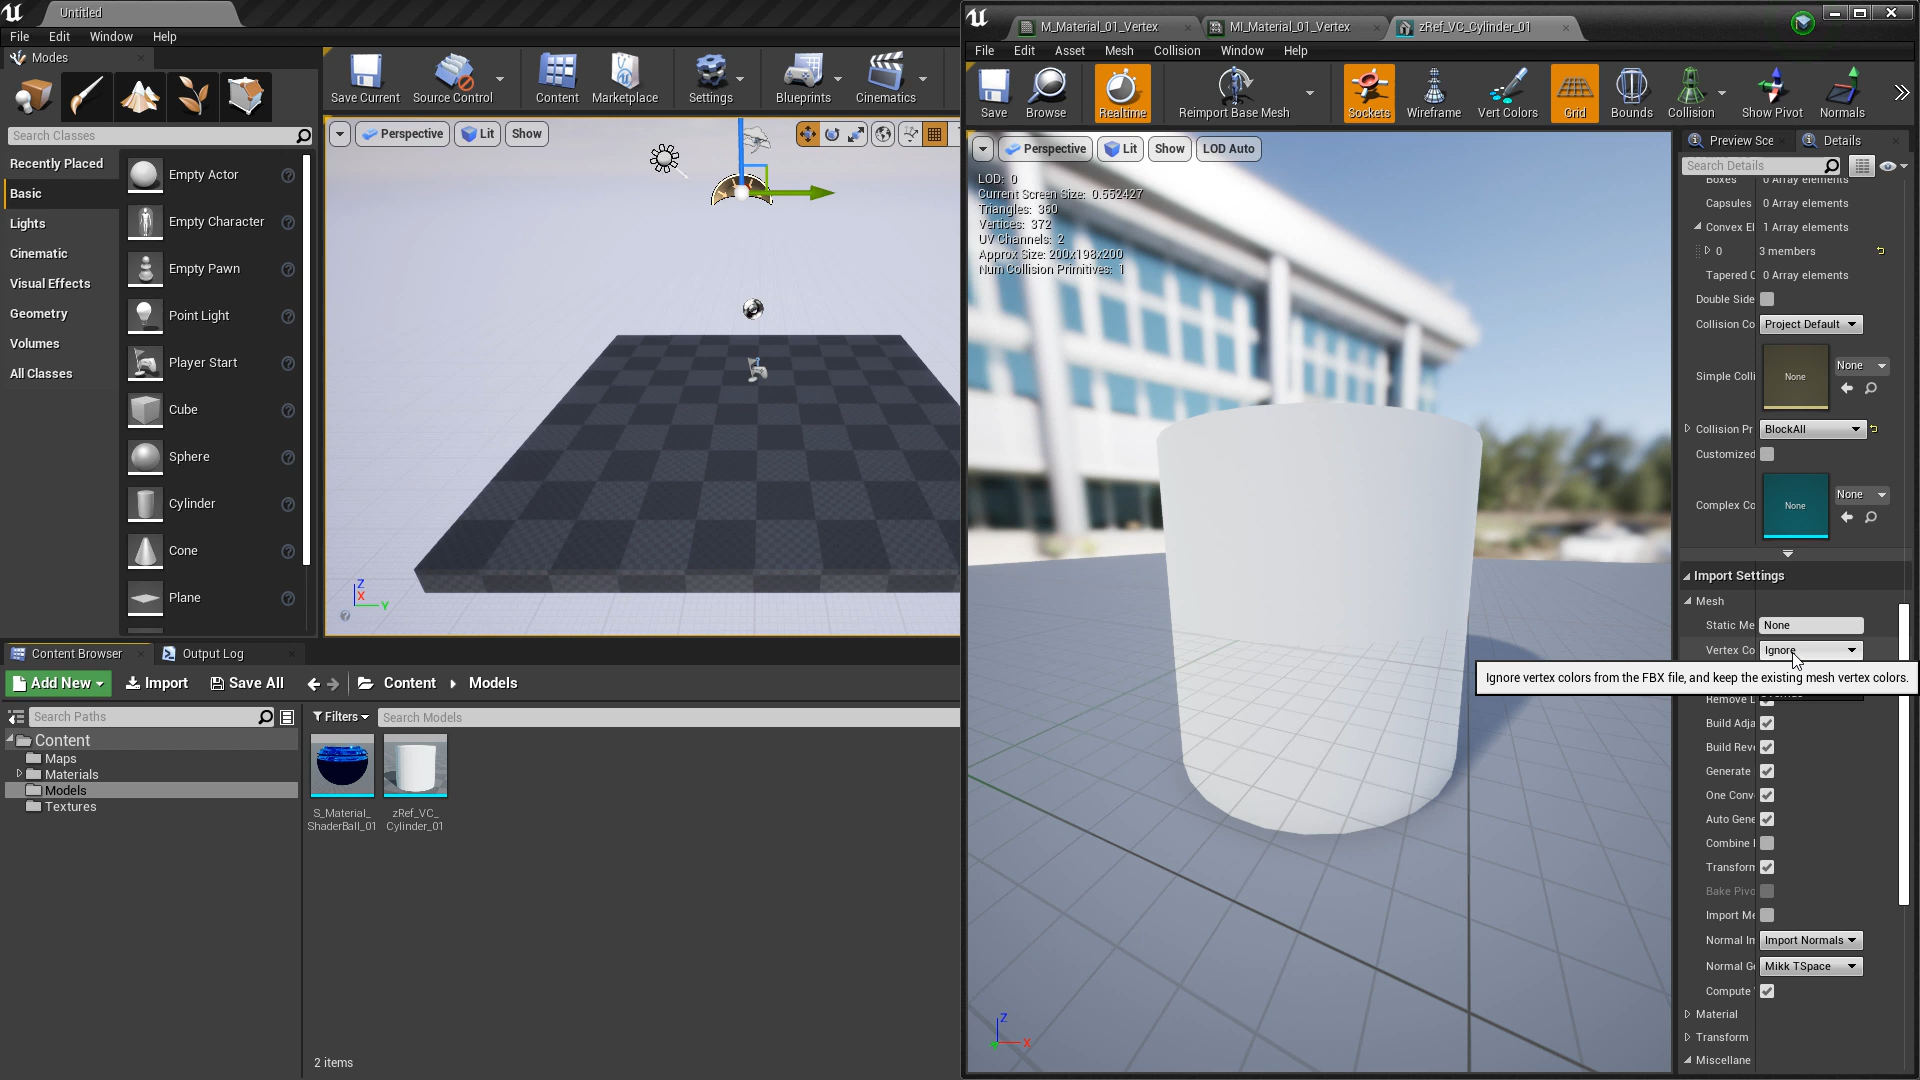 Untitled
File
Edit
Window
Help
Modes
Save Current
Source Control
Content
Marketplace
Settings
Blueprints
Cinematics
Search Classes
Recently Placed
Basic
Lights
Cinematic
Visual Effects
Geometry
Volumes
All Classes
Empty Actor
Empty Character
Empty Pawn
Point Light
Player Start
Cube
Sphere
Cylinder
Cone
Plane
Perspective
Lit
Show
Z
X
Y
Content Browser
Output Log
Add New
Import
Save All
Content
Models
Search Paths
Filters
Search Models
Content
Maps
Materials
Models
Textures
S_Material_
ShaderBall_01
zRef_VC_
Cylinder_01
2 items
M_Material_01_Vertex
MI_Material_01_Vertex
zRef_VC_Cylinder_01
File
Edit
Asset
Mesh
Collision
Window
Help
Save
Browse
Realtime
Reimport Base Mesh
Sockets
Wireframe
Vert Colors
Grid
Bounds
Collision
Show Pivot
Normals
Perspective
Lit
Show
LOD Auto
LOD: 0
Current Screen Size: 0.552427
Triangles: 360
Vertices: 372
UV Channels: 2
Approx Size: 200x198x200
Num Collision Primitives: 1
Z
X
Preview Sce
Details
Search Details
Boxes 0 Array elements
Capsules 0 Array elements
Convex El 1 Array elements
0 3 members
Tapered C 0 Array elements
Double Side
Collision Co Project Default
Simple Colli None None
Collision Pr BlockAll
Customized
Complex Co None None
Import Settings
Mesh
Static Me None
Vertex Co Ignore
Ignore vertex colors from the FBX file, and keep the existing mesh vertex colors.
Build Adja
Build Reve
Generate
One Conv
Auto Gene
Combine
Transform
Bake Pivo
Import Me
Normal Im Import Normals
Normal Ge Mikk TSpace
Compute
Material
Transform
Miscellane